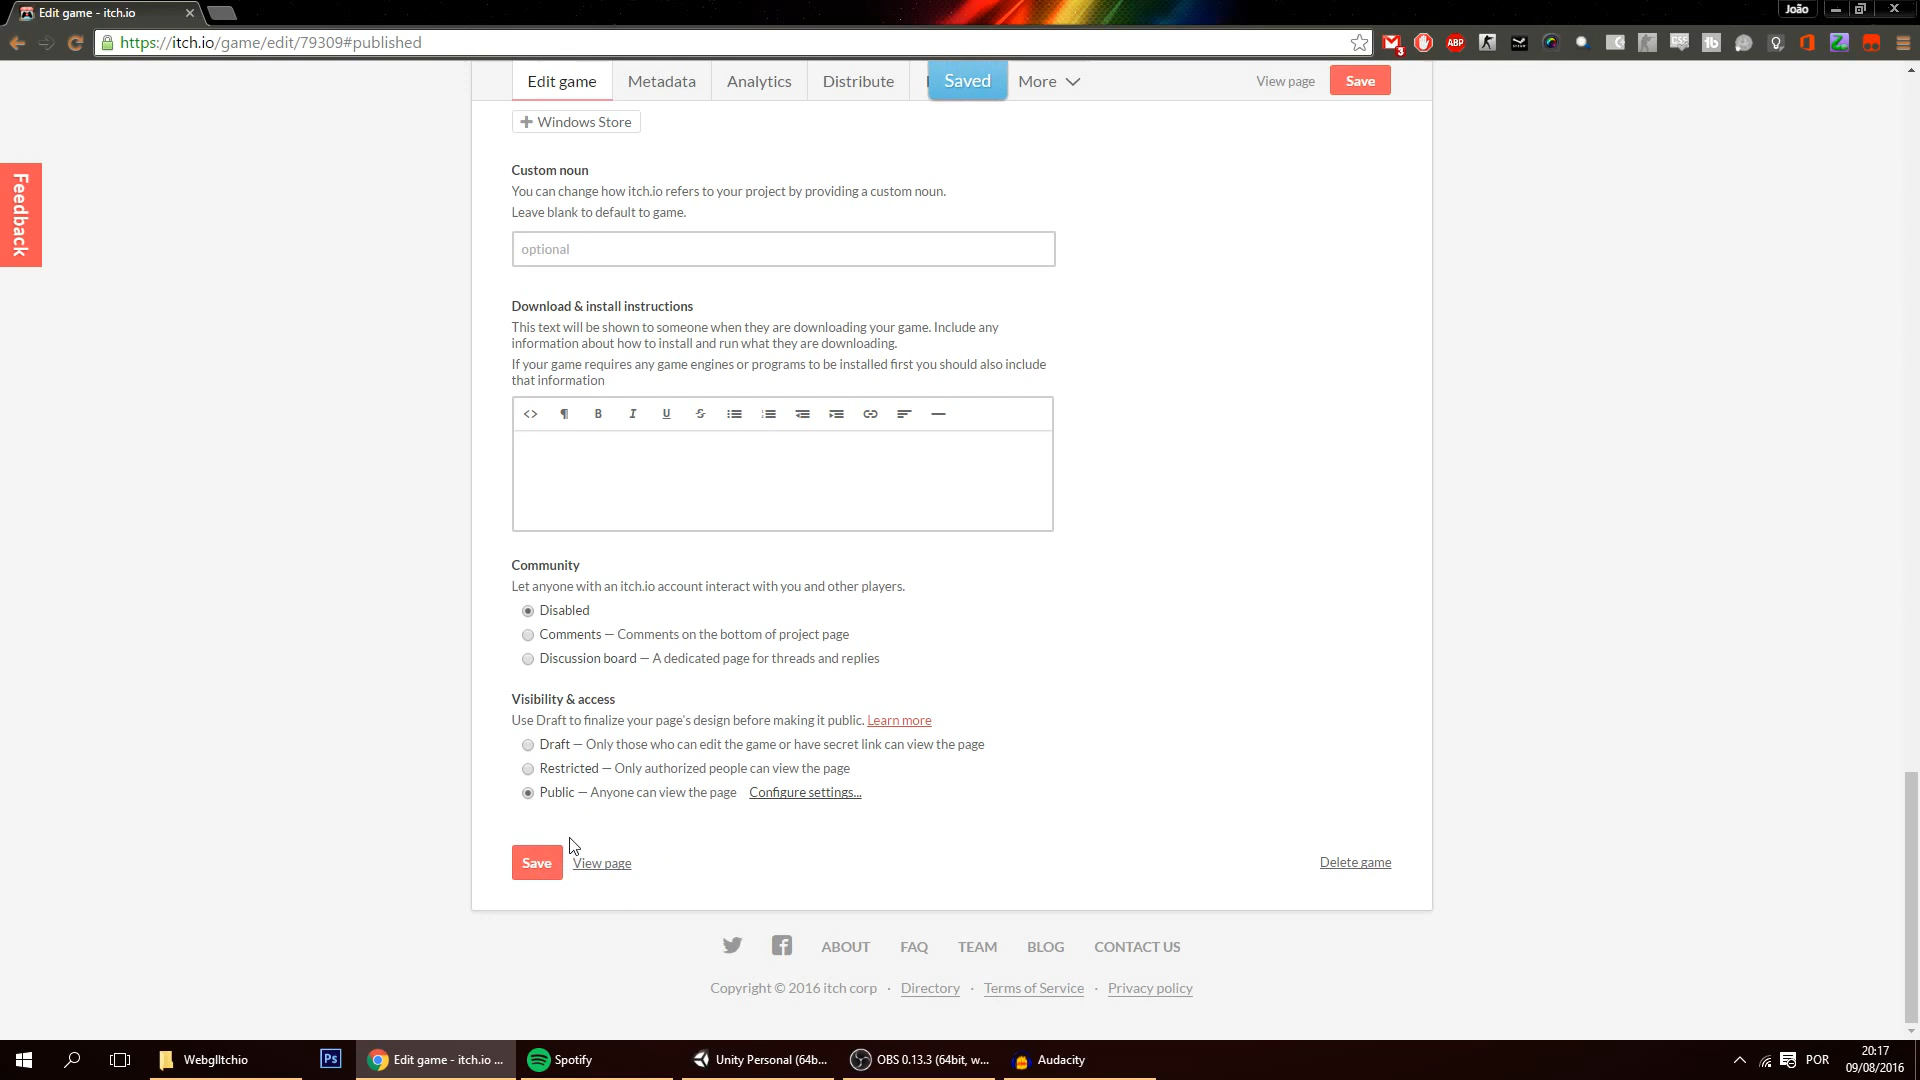 Edit game - itch.io
João
https://itch.io/game/edit/79309#published
3
ABP
CSS
STEAM
Edit game
Metadata
Analytics
Distribute
Saved
More
View page
Save
Windows Store
Feedback
Custom noun
You can change how itch.io refers to your project by providing a custom noun.
Leave blank to default to game.
optional
Download & install instructions
This text will be shown to someone when they are downloading your game. Include any
information about how to install and run what they are downloading.
If your game requires any game engines or programs to be installed first you should also include
that information
B I U S
Community
Let anyone with an itch.io account interact with you and other players.
Disabled
Comments — Comments on the bottom of project page
Discussion board — A dedicated page for threads and replies
Visibility & access
Use Draft to finalize your page's design before making it public. Learn more
Draft — Only those who can edit the game or have secret link can view the page
Restricted — Only authorized people can view the page
Public — Anyone can view the page Configure settings...
Save
View page
Delete game
ABOUT FAQ TEAM BLOG CONTACT US
Copyright © 2016 itch corp · Directory · Terms of Service · Privacy policy
WebglItchio
Ps
Edit game - itch.io ...
Spotify
Unity Personal (64b...
OBS 0.13.3 (64bit, w...
Audacity
POR
20:17
09/08/2016